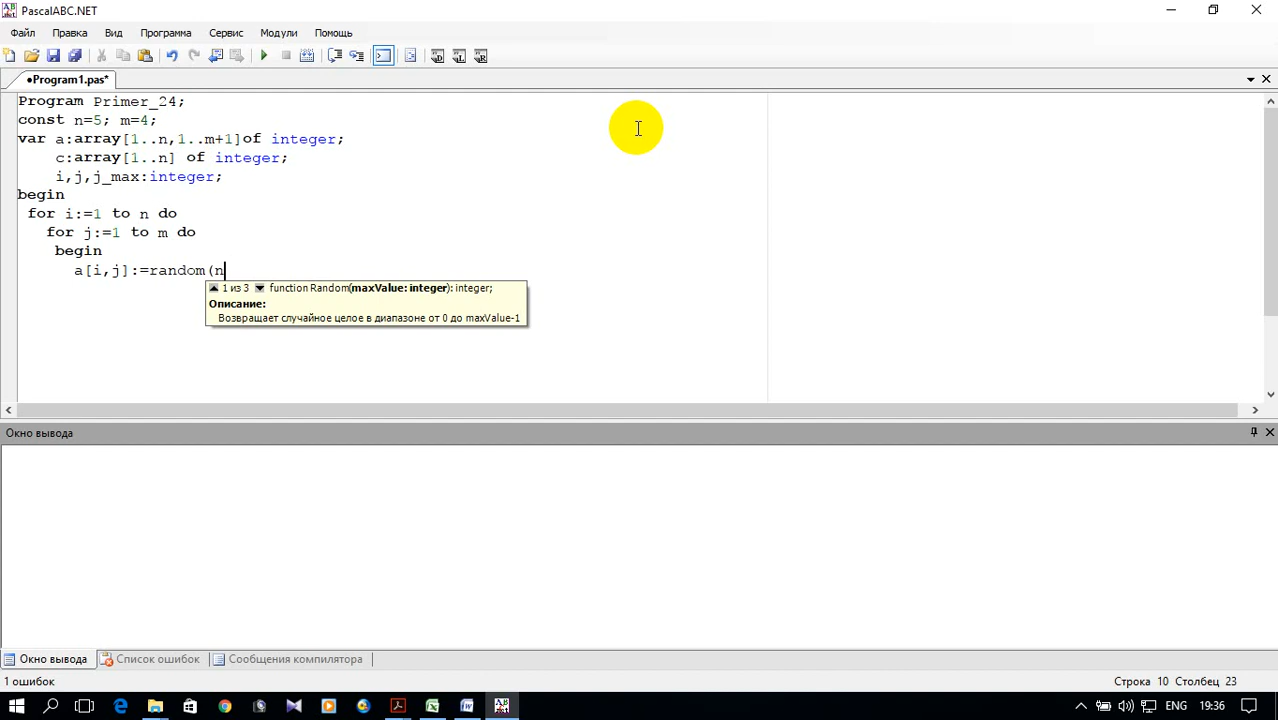 PascalABC.NET
Файл Правка Вид Программа Сервис Модули Помощь
•Program1.pas*
Program Primer_24;
const n=5; m=4;
var a:array[1..n,1..m+1]of integer;
c:array[1..n] of integer;
i,j,j_max:integer;
begin
for i:=1 to n do
for j:=1 to m do
begin
a[i,j]:=random(n
1 из 3 function Random(maxValue: integer): integer;
Описание:
Возвращает случайное целое в диапазоне от 0 до maxValue-1
Окно вывода
Окно вывода Список ошибок Сообщения компилятора
1 ошибок Строка 10 Столбец 23
ENG 19:36